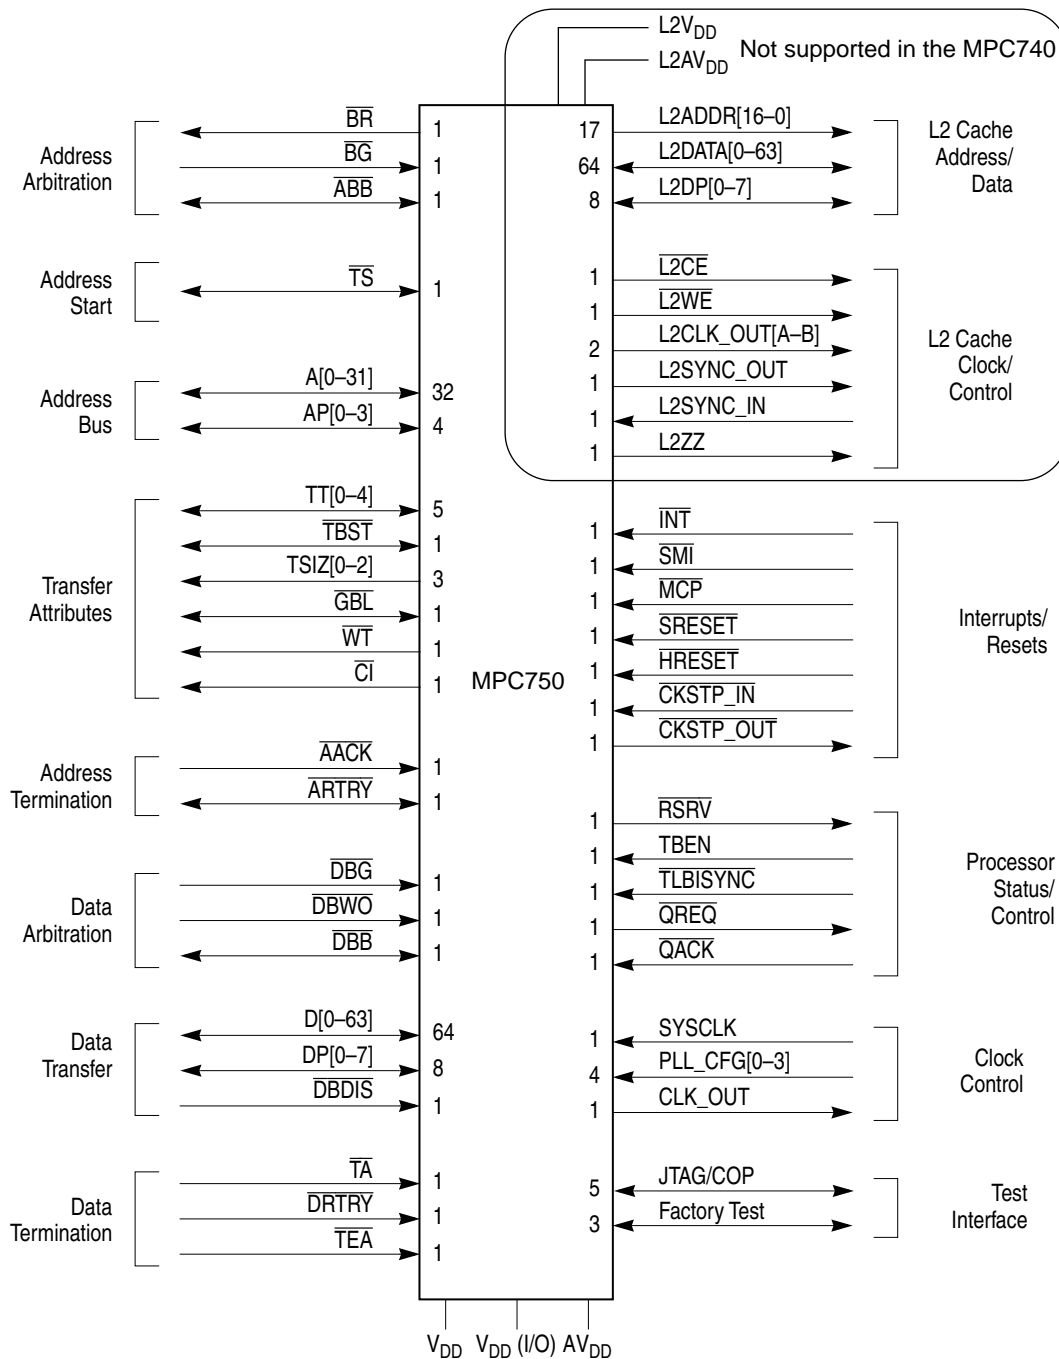 L2VDD
L2AVDD
Not supported in the MPC740
Address
Arbitration
BR 1
BG 1
ABB 1
Address
Start
TS 1
Address
Bus
A[0–31] 32
AP[0–3] 4
Transfer
Attributes
TT[0–4] 5
TBST 1
TSIZ[0–2] 3
GBL 1
WT 1
CI 1
Address
Termination
AACK 1
ARTRY 1
Data
Arbitration
DBG 1
DBWO 1
DBB 1
Data
Transfer
D[0–63] 64
DP[0–7] 8
DBDIS 1
Data
Termination
TA 1
DRTRY 1
TEA 1
MPC750
17 L2ADDR[16–0]
64 L2DATA[0–63]
8 L2DP[0–7]
L2 Cache
Address/
Data
1 L2CE
1 L2WE
2 L2CLK_OUT[A–B]
1 L2SYNC_OUT
1 L2SYNC_IN
1 L2ZZ
L2 Cache
Clock/
Control
1 INT
1 SMI
1 MCP
1 SRESET
1 HRESET
1 CKSTP_IN
1 CKSTP_OUT
Interrupts/
Resets
1 RSRV
1 TBEN
1 TLBISYNC
1 QREQ
1 QACK
Processor
Status/
Control
1 SYSCLK
4 PLL_CFG[0–3]
1 CLK_OUT
Clock
Control
5 JTAG/COP
3 Factory Test
Test
Interface
VDD VDD (I/O) AVDD